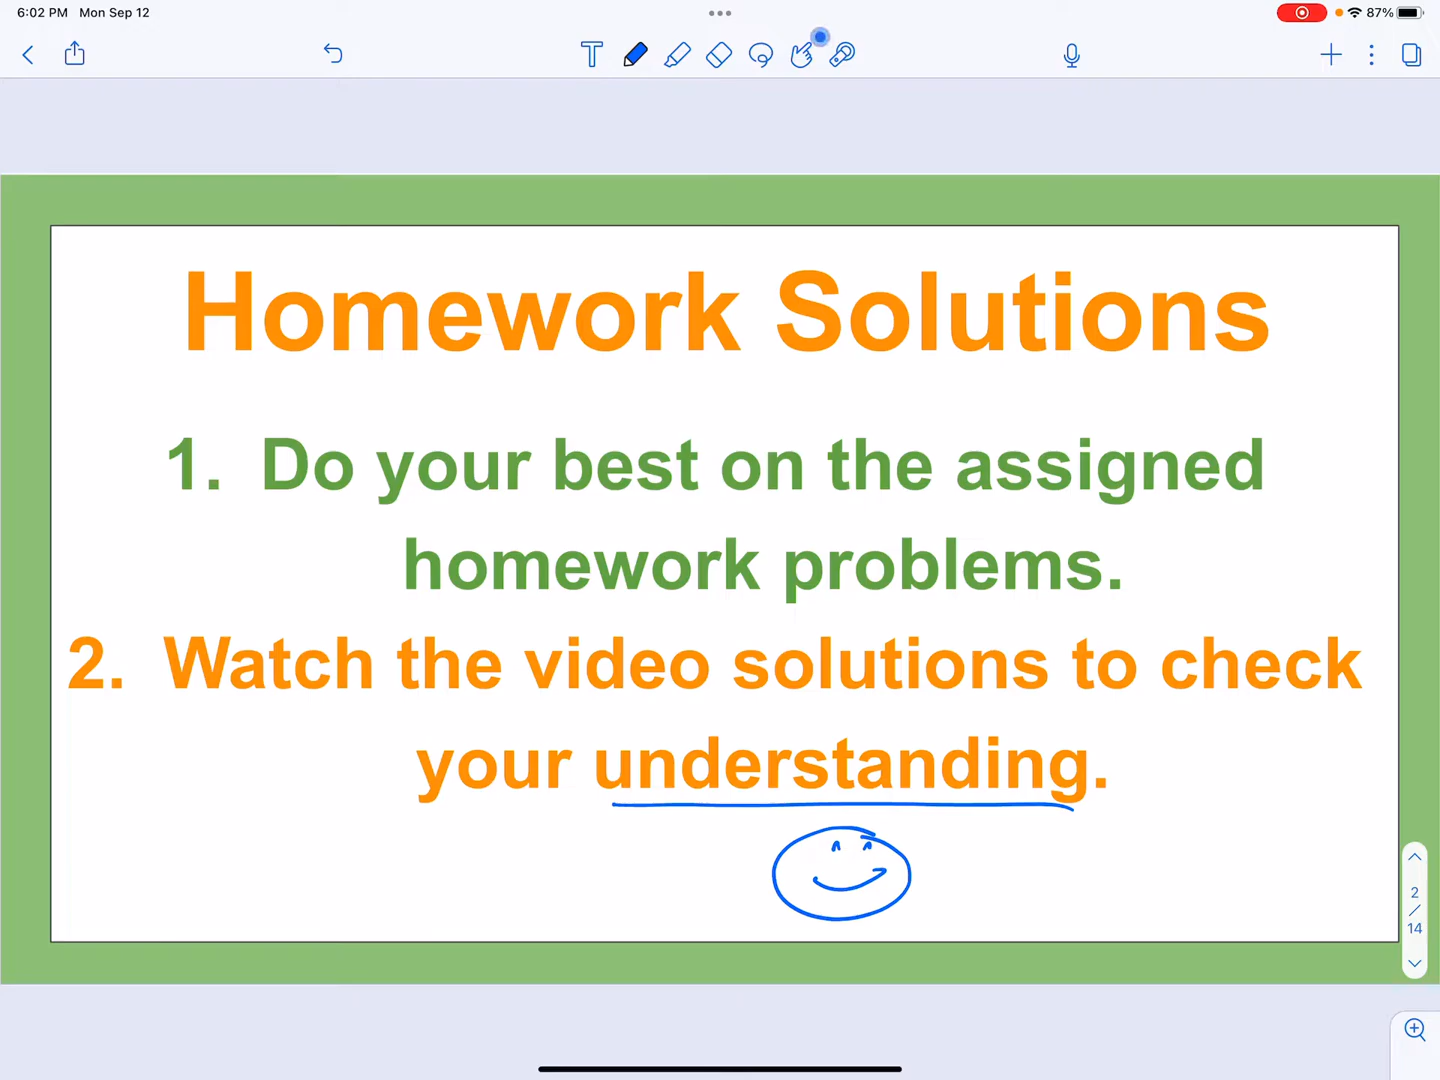 6:02 PM Mon Sep 12
87%
Homework Solutions
1. Do your best on the assigned
homework problems.
2. Watch the video solutions to check
your understanding.
2
/
14